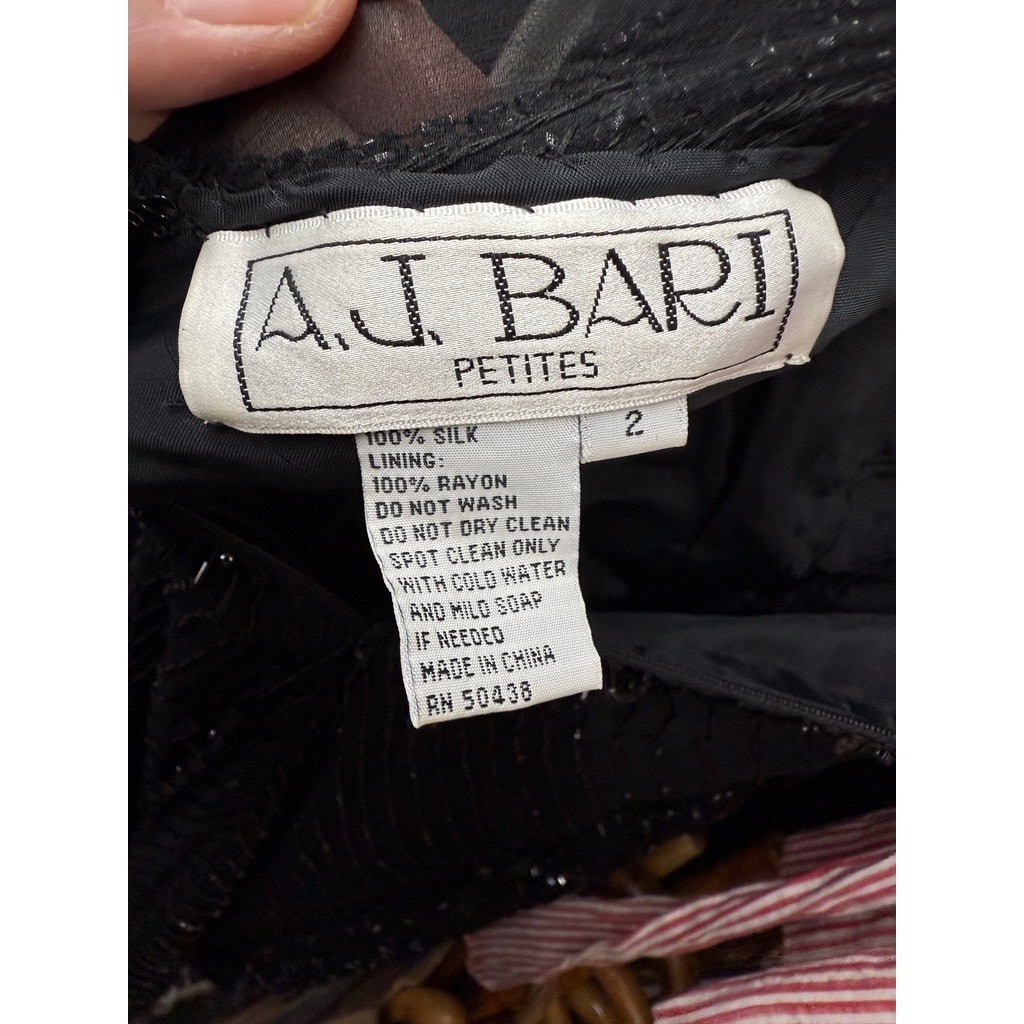 A.J. BARI
PETITES
2
100% SILK
LINING:
100% RAYON
DO NOT WASH
DO NOT DRY CLEAN
SPOT CLEAN ONLY
WITH COLD WATER
AND MILD SOAP
IF NEEDED
MADE IN CHINA
RN 50438